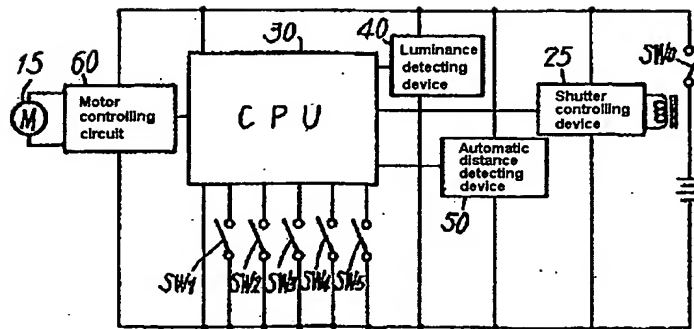 15
60
30
40
25
SW0
M
Motor
controlling
circuit
C P U
Luminance
detecting
device
Shutter
controlling
device
Automatic
distance
detecting
device
50
SW1
SW2
SW3
SW4
SW5